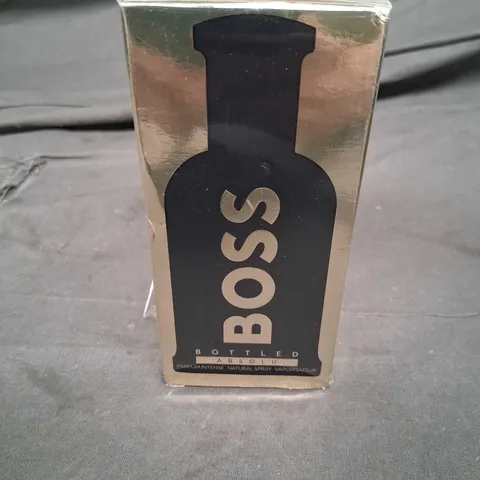 BOSS
BOTTLED
ABSOLU
PARFUM INTENSE . NATURAL SPRAY . VAPORISATEUR